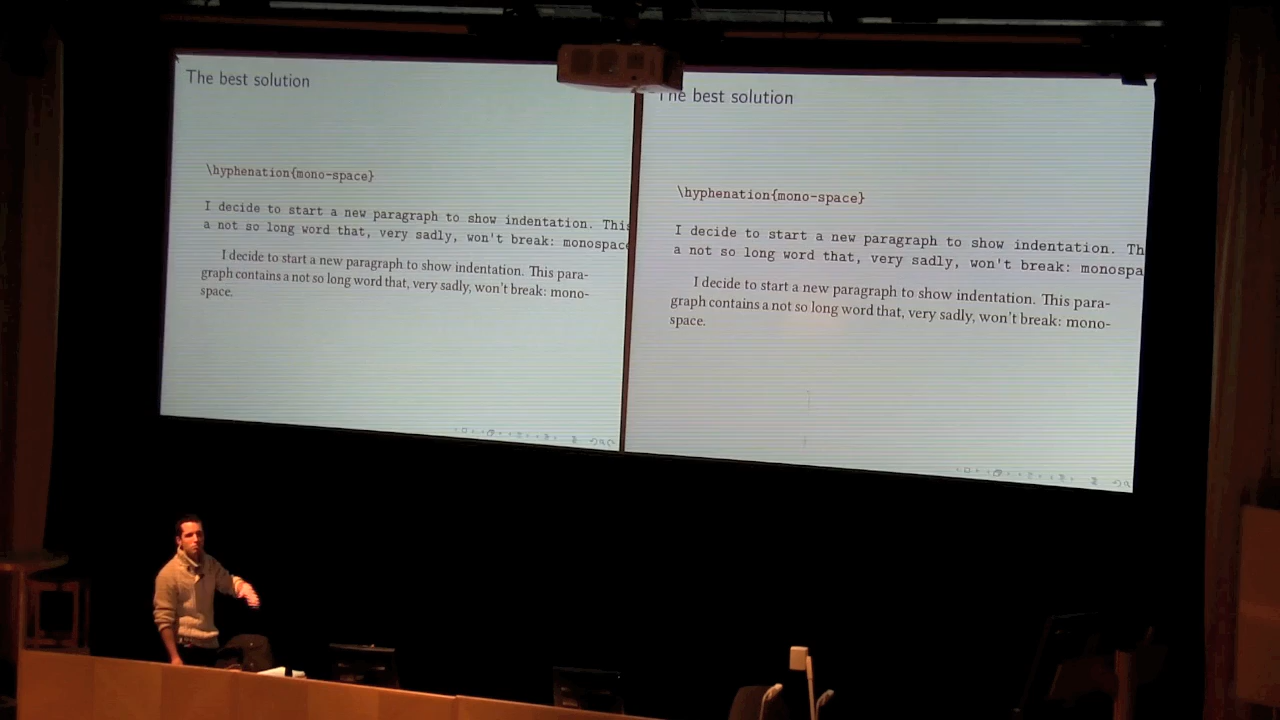 The best solution
\hyphenation{mono-space}
I decide to start a new paragraph to show indentation. This
a not so long word that, very sadly, won't break: monospace
I decide to start a new paragraph to show indentation. This para-
graph contains a not so long word that, very sadly, won't break: mono-
space.
The best solution
\hyphenation{mono-space}
I decide to start a new paragraph to show indentation. Th
a not so long word that, very sadly, won't break: monospa
I decide to start a new paragraph to show indentation. This para-
graph contains a not so long word that, very sadly, won't break: mono-
space.